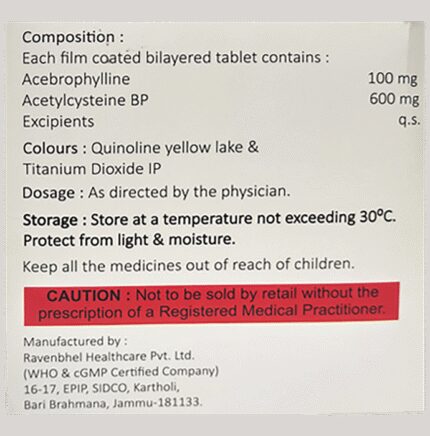 Composition :
Each film coated bilayered tablet contains :
Acebrophylline 100 mg
Acetylcysteine BP 600 mg
Excipients q.s.
Colours : Quinoline yellow lake &
Titanium Dioxide IP
Dosage : As directed by the physician.
Storage : Store at a temperature not exceeding 30ºC.
Protect from light & moisture.
Keep all the medicines out of reach of children.
CAUTION : Not to be sold by retail without the
prescription of a Registered Medical Practitioner.
Manufactured by :
Ravenbhel Healthcare Pvt. Ltd.
(WHO & cGMP Certified Company)
16-17, EPIP, SIDCO, Kartholi,
Bari Brahmana, Jammu-181133.